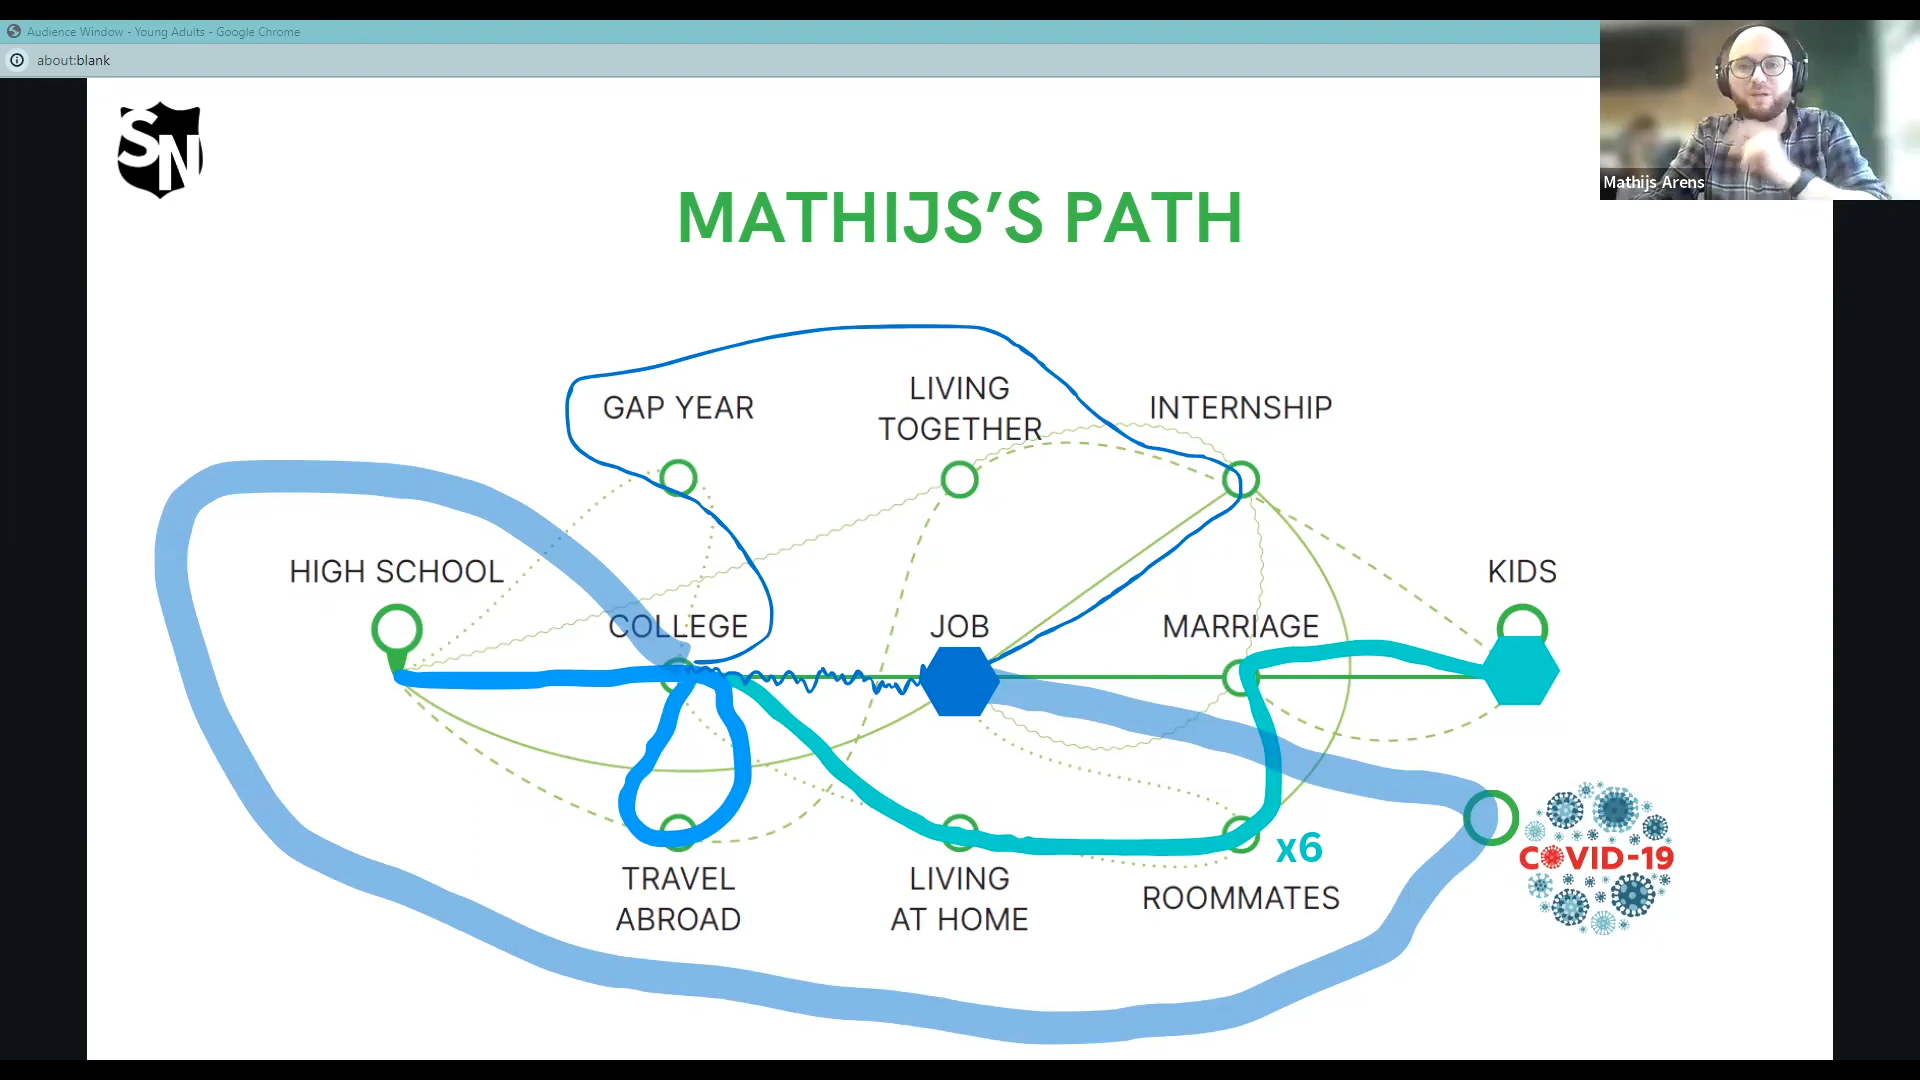 Audience Window - Young Adults - Google Chrome
about:blank
Mathijs Arens
SN
MATHIJS’S PATH
GAP YEAR
LIVING
TOGETHER
INTERNSHIP
HIGH SCHOOL
KIDS
COLLEGE
JOB
MARRIAGE
x6
COVID-19
TRAVEL
ABROAD
LIVING
AT HOME
ROOMMATES